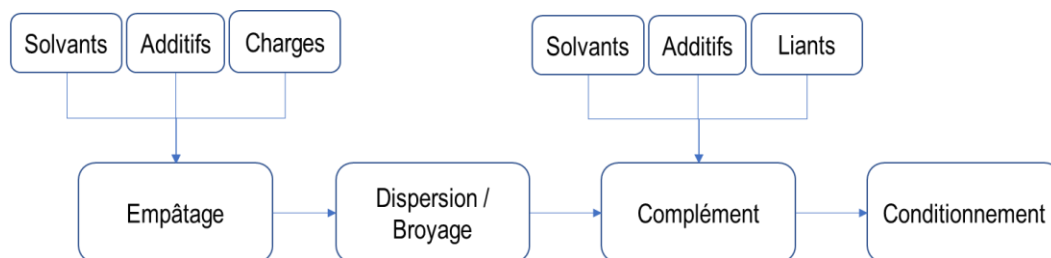 Solvants
Additifs
Charges
Solvants
Additifs
Liants
Empâtage
Dispersion /
Broyage
Complément
Conditionnement